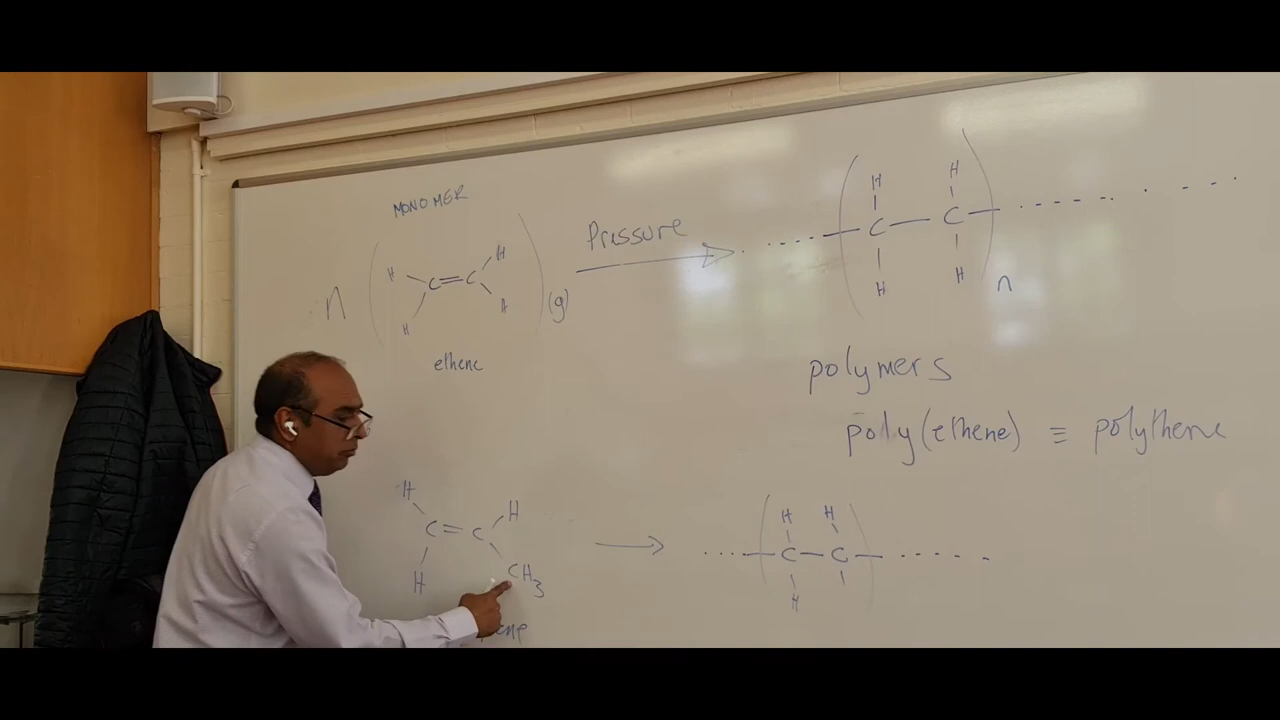 MONOMER
n ( H H C=C H H ) (g)
ethene
Pressure
( H H C—C H H ) n
polymers
poly(ethene) ≡ polythene
H H C=C H CH3
H H C—C H